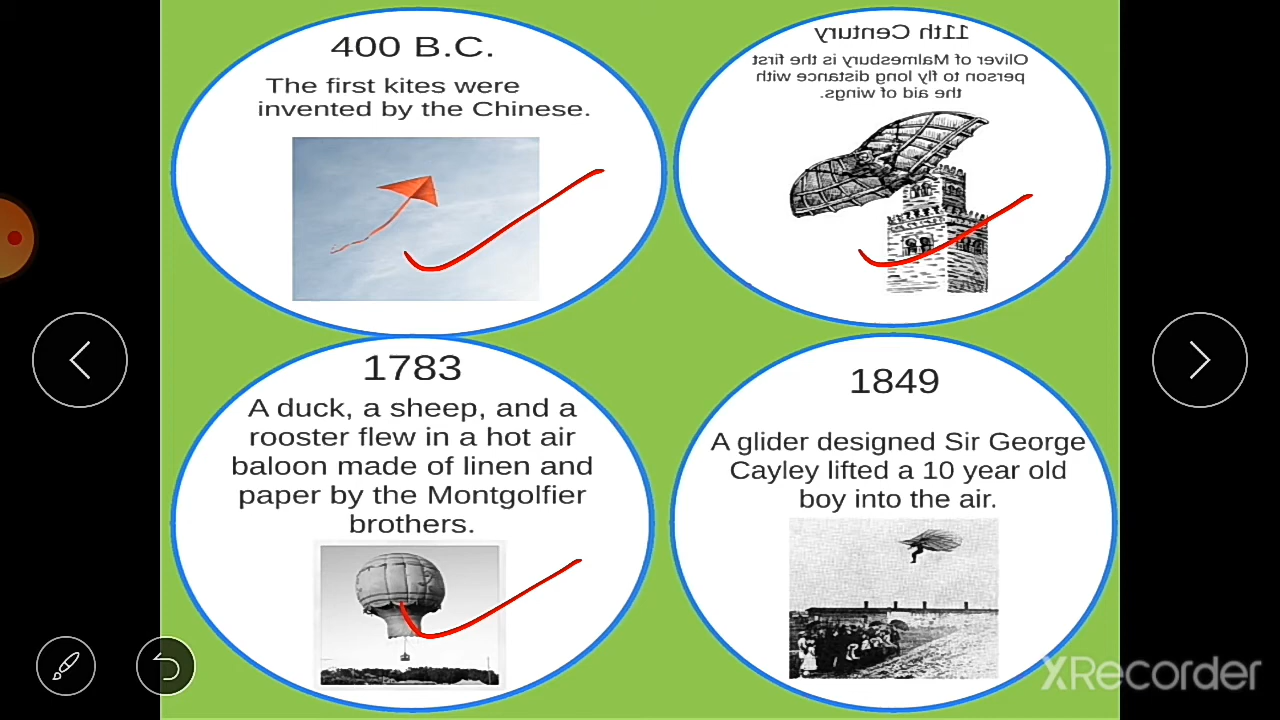 400 B.C.
The first kites were
invented by the Chinese.
11th Century
Oliver of Malmesbury is the first
person to fly long distance with
the aid of wings.
1783
A duck, a sheep, and a
rooster flew in a hot air
baloon made of linen and
paper by the Montgolfier
brothers.
1849
A glider designed Sir George
Cayley lifted a 10 year old
boy into the air.
XRecorder